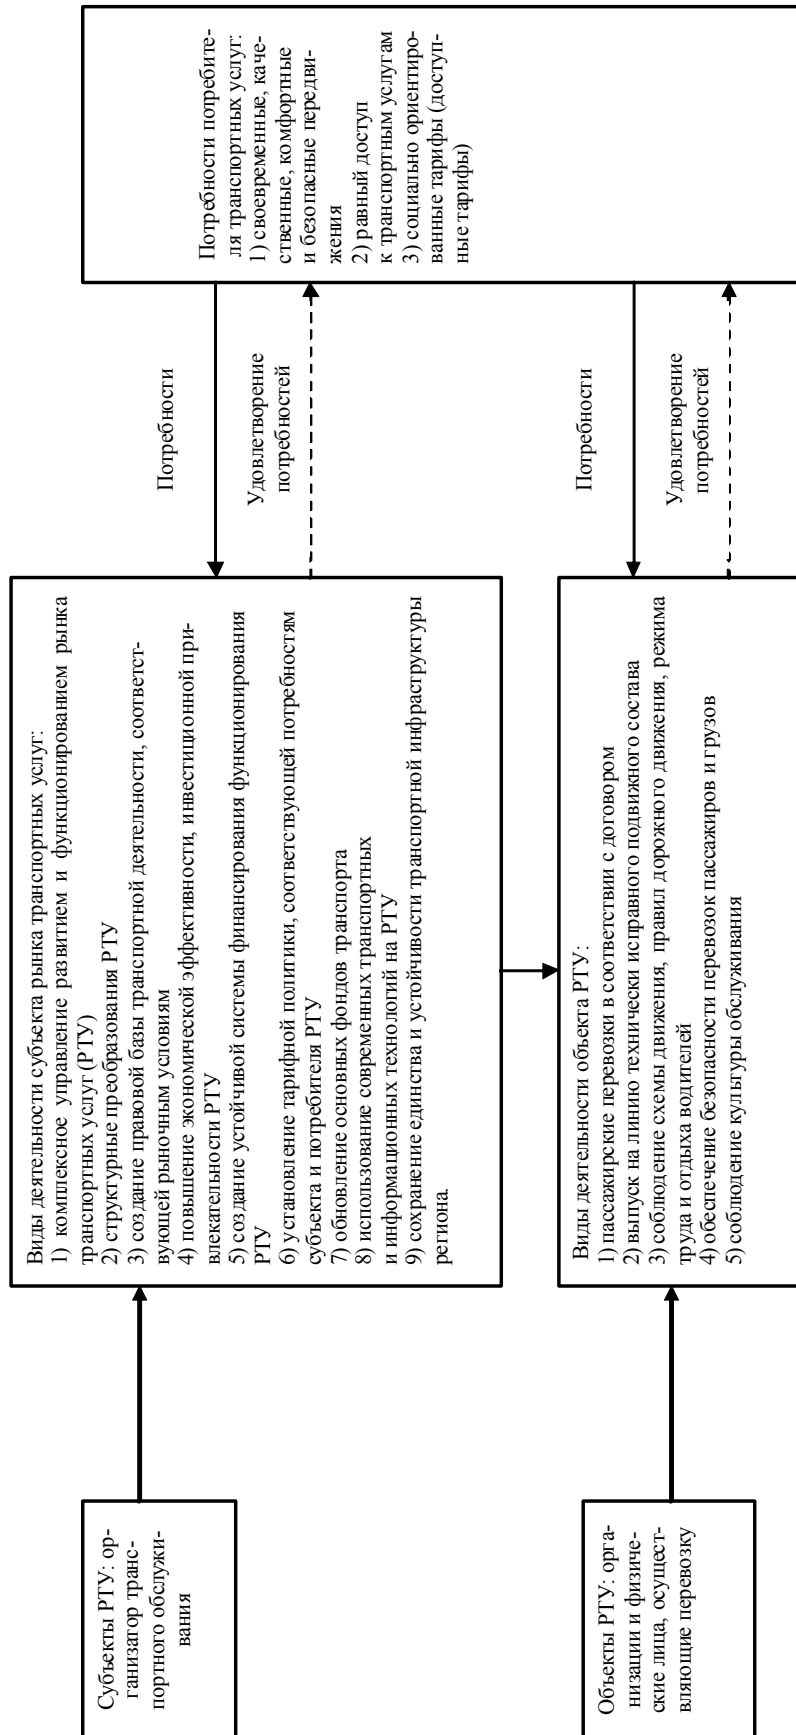 Субъекты РТУ: ор-
ганизатор транс-
портного обслужи-
вания
Виды деятельности субъекта рынка транспортных услуг:
1) комплексное управление развитием и функционированием рынка
транспортных услуг (РТУ)
2) структурные преобразования РТУ
3) создание правовой базы транспортной деятельности, соответст-
вующей рыночным условиям
4) повышение экономической эффективности, инвестиционной при-
влекательности РТУ
5) создание устойчивой системы финансирования функционирования
РТУ
6) установление тарифной политики, соответствующей потребностям
субъекта и потребителя РТУ
7) обновление основных фондов транспорта
8) использование современных транспортных
и информационных технологий на РТУ
9) сохранение единства и устойчивости транспортной инфраструктуры
региона.
Потребности
Удовлетворение
потребностей
Потребности потребите-
ля транспортных услуг:
1) своевременные, каче-
ственные, комфортные
и безопасные передви-
жения
2) равный доступ
к транспортным услугам
3) социально ориентиро-
ванные тарифы (доступ-
ные тарифы)
Объекты РТУ: орга-
низации и физиче-
ские лица, осущест-
вляющие перевозку
Виды деятельности объекта РТУ:
1) пассажирские перевозки в соответствии с договором
2) выпуск на линию технически исправного подвижного состава
3) соблюдение схемы движения, правил дорожного движения, режима
труда и отдыха водителей
4) обеспечение безопасности перевозок пассажиров и грузов
5) соблюдение культуры обслуживания
Потребности
Удовлетворение
потребностей